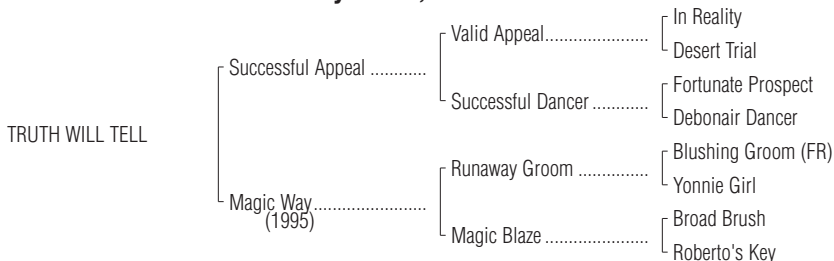 In Reality
Valid Appeal
Desert Trial
Successful Appeal
Fortunate Prospect
Successful Dancer
Debonair Dancer
TRUTH WILL TELL
Blushing Groom (FR)
Runaway Groom
Yonnie Girl
Magic Way
(1995)
Broad Brush
Magic Blaze
Roberto's Key